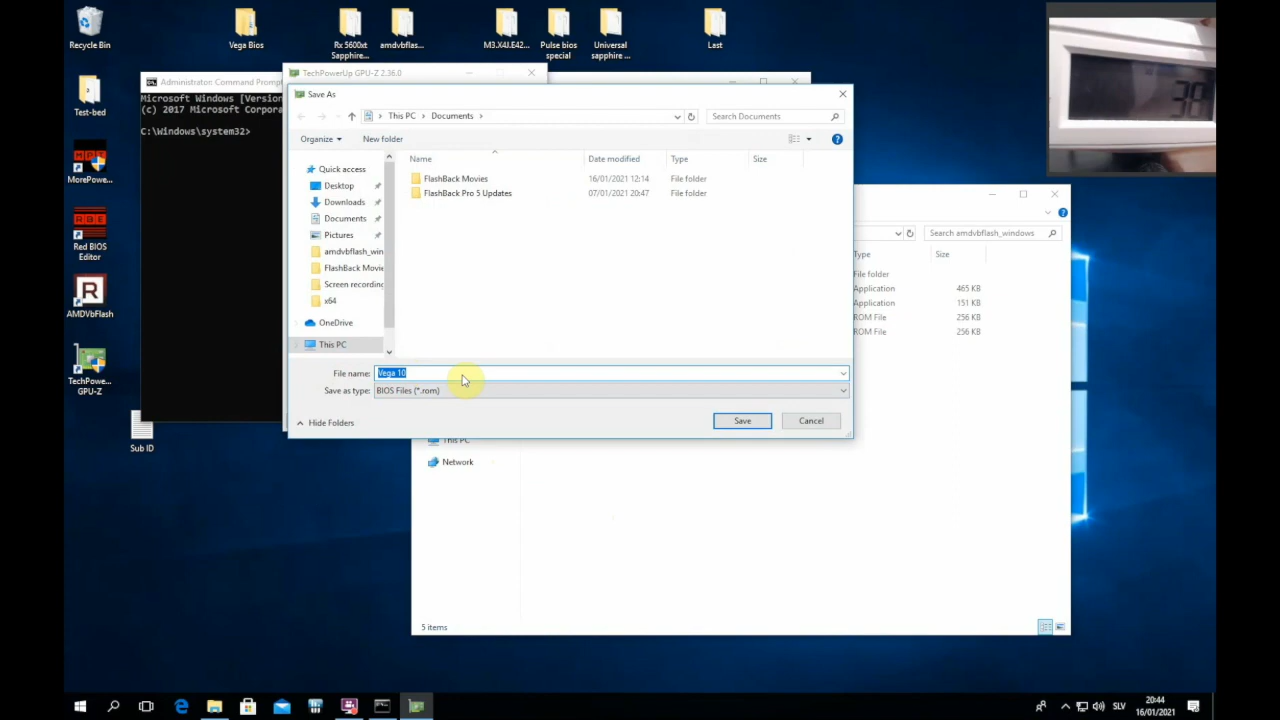 Recycle Bin
Vega Bios
Rx 5600xt
Sapphire...
amdvbflas...
M3.X4J.E42...
Pulse bios
special
Universal
sapphire ...
Last
Test-bed
MorePowe...
Red BIOS
Editor
AMDVbFlash
TechPowe...
GPU-Z
Sub ID
Administrator: Command Promp
Microsoft Windows [Version
(c) 2017 Microsoft Corpora
C:\Windows\system32>
TechPowerUp GPU-Z 2.36.0
Save As
This PC > Documents >
Search Documents
Organize
New folder
Name
Date modified
Type
Size
Quick access
Desktop
Downloads
Documents
Pictures
amdvbflash_win
FlashBack Movie
Screen recording
x64
OneDrive
This PC
FlashBack Movies
16/01/2021 12:14
File folder
FlashBack Pro 5 Updates
07/01/2021 20:47
File folder
File name:
Vega 10
Save as type:
BIOS Files (*.rom)
Hide Folders
Save
Cancel
Search amdvbflash_windows
Type
Size
File folder
Application
465 KB
Application
151 KB
ROM File
256 KB
ROM File
256 KB
This PC
Network
5 items
SLV
20:44
16/01/2021